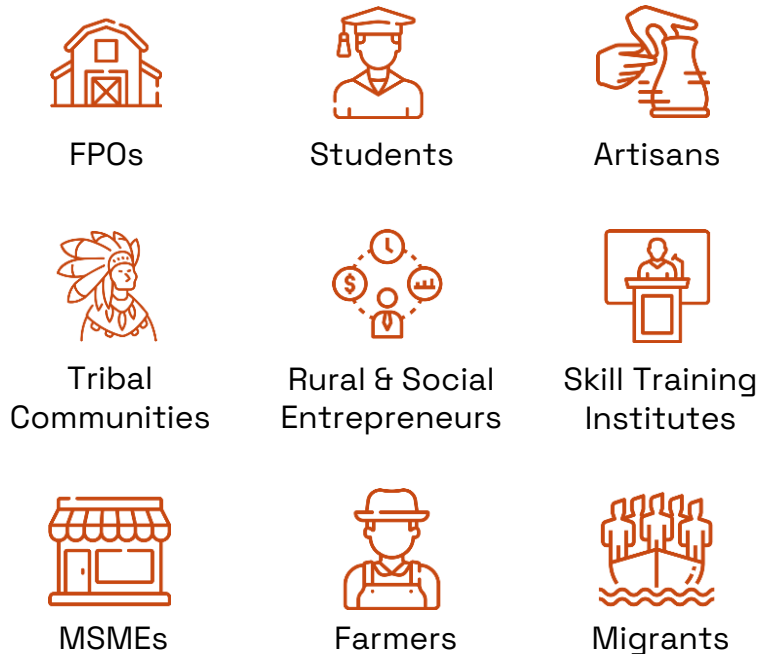 FPOs
Students
Artisans
Tribal
Communities
Rural & Social
Entrepreneurs
Skill Training
Institutes
MSMEs
Farmers
Migrants